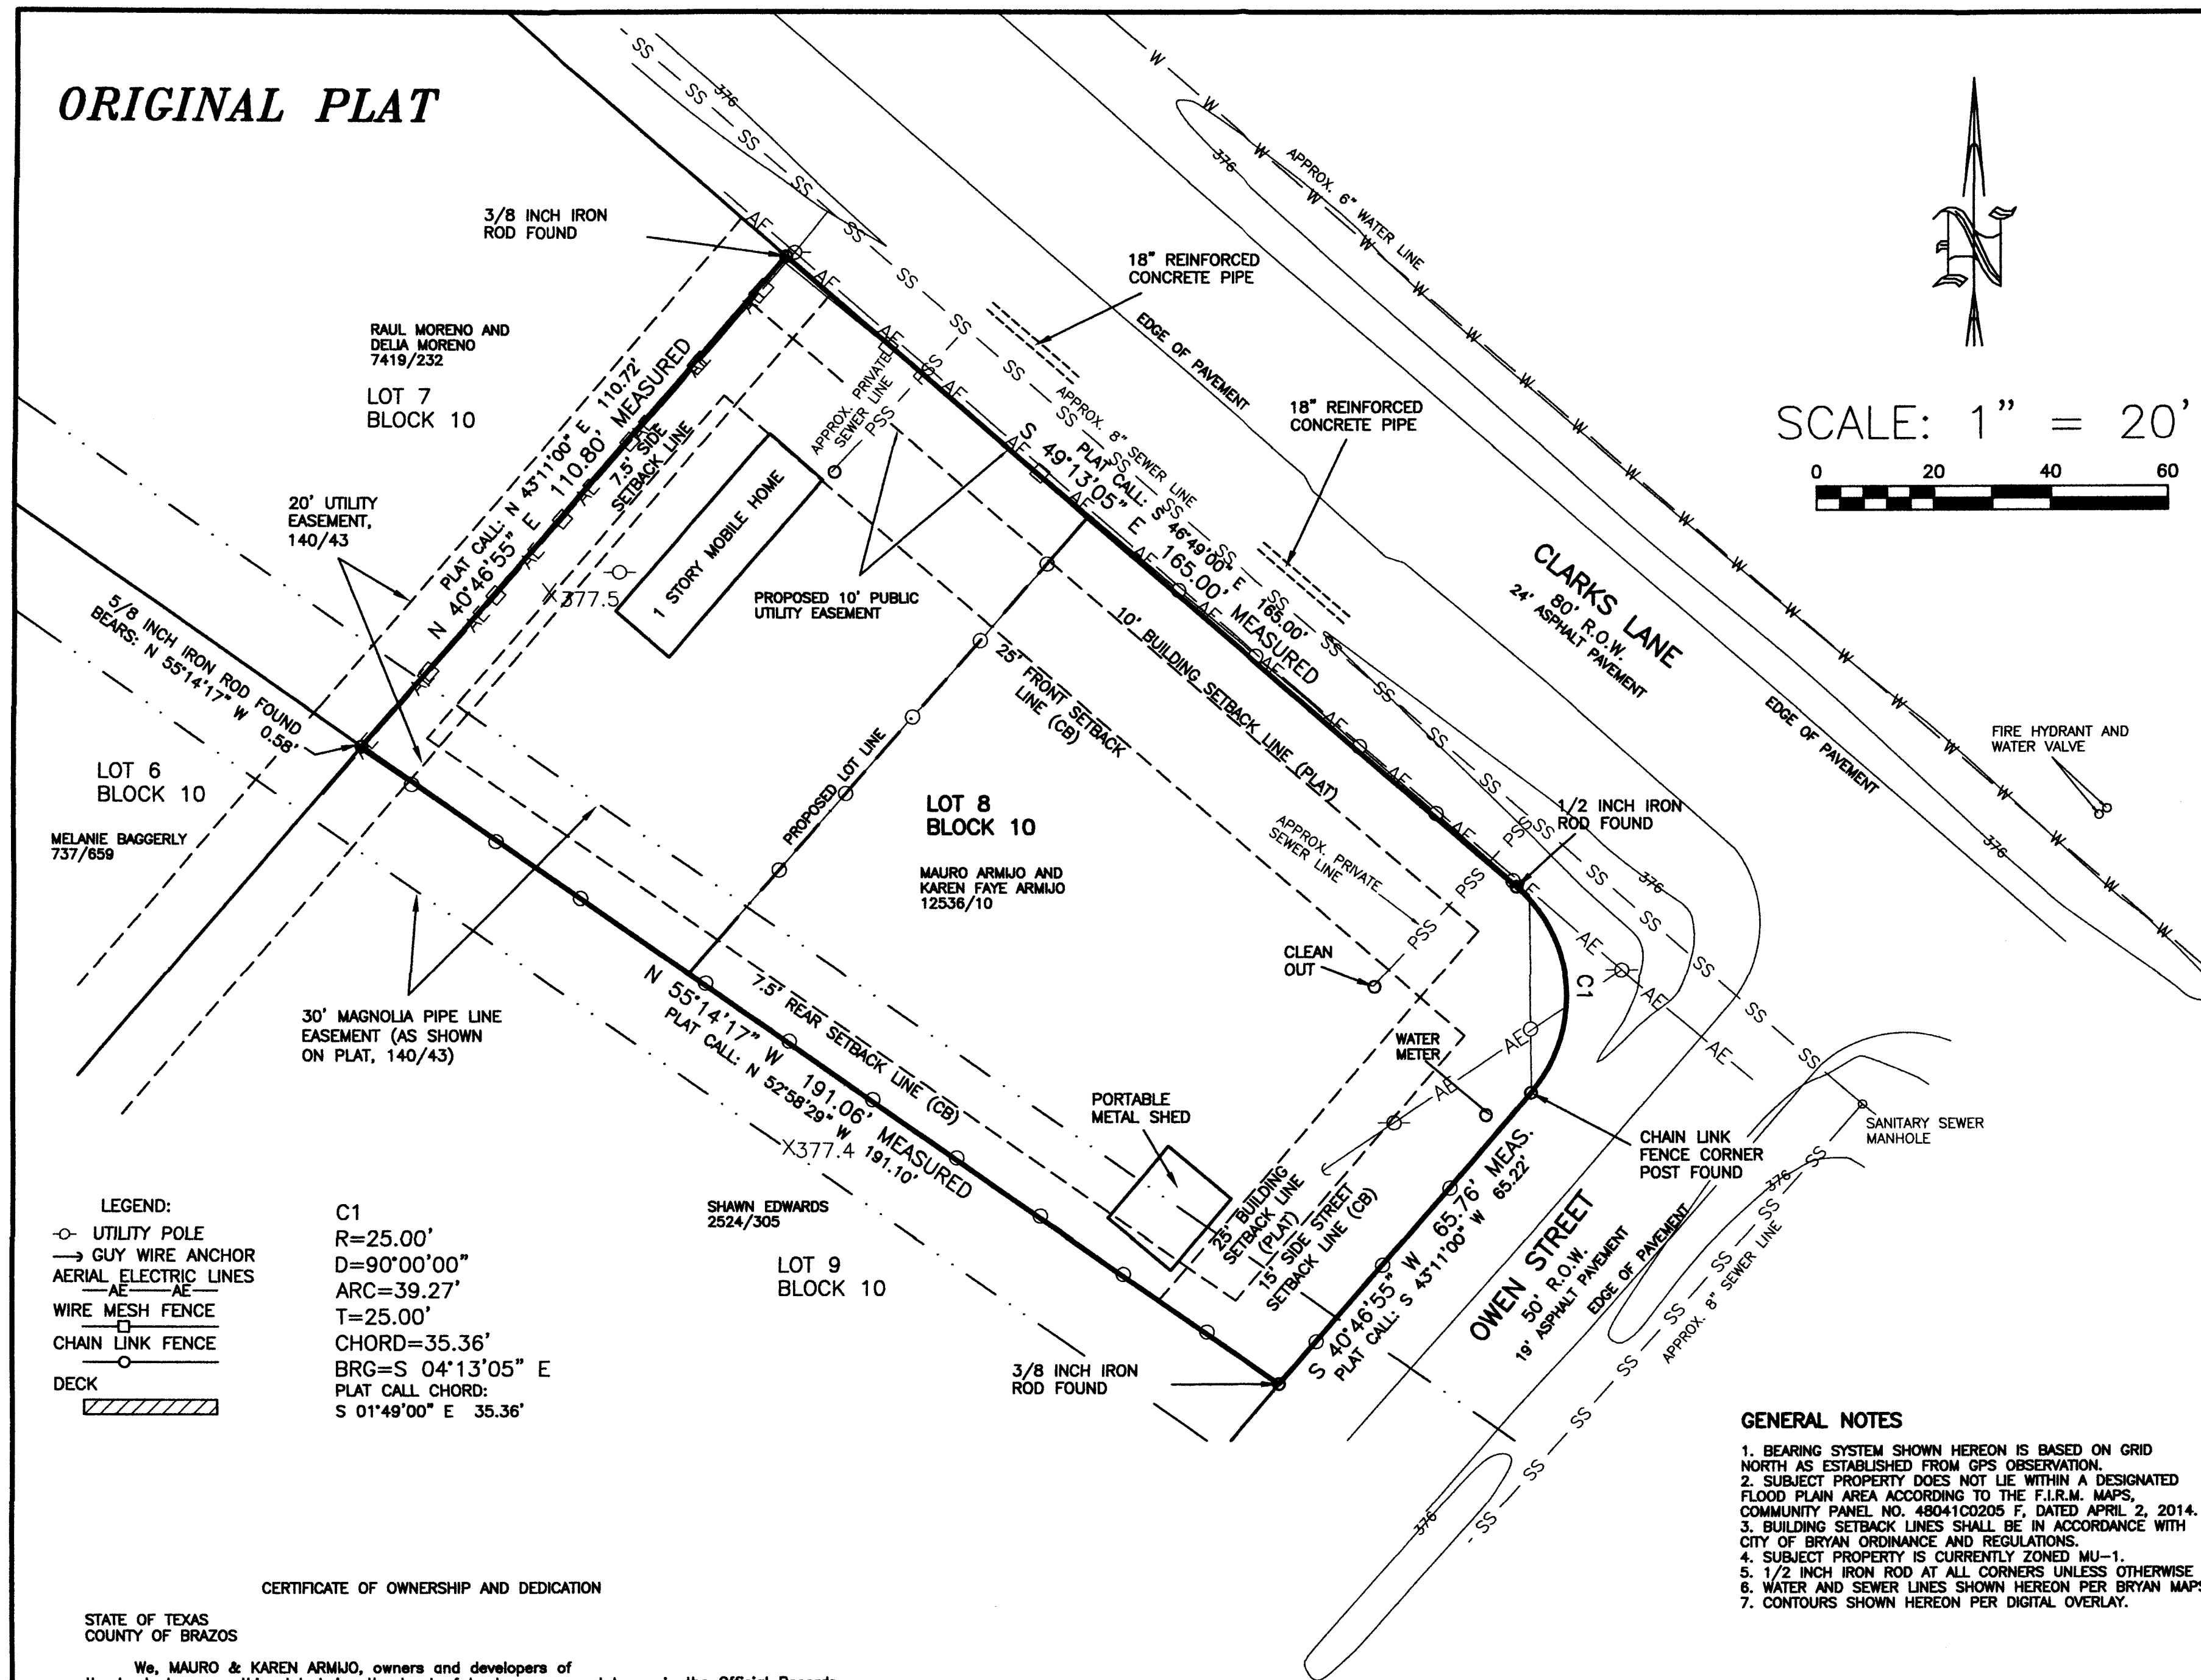 ORIGINAL PLAT
3/8 INCH IRON
ROD FOUND
RAUL MORENO AND
DELIA MORENO
7419/232
LOT 7
BLOCK 10
20' UTILITY
EASEMENT,
140/43
PLAT CALL: N 43°11'00" E 110.72'
N 40°46'55" E 110.80' MEASURED
7.5' SIDE
SETBACK LINE
5/8 INCH IRON ROD FOUND
BEARS: N 55°14'17" W 0.58'
LOT 6
BLOCK 10
MELANIE BAGGERLY
737/659
X377.5
1 STORY MOBILE HOME
APPROX. PRIVATE
SEWER LINE
PSS
PSS
PROPOSED 10' PUBLIC
UTILITY EASEMENT
PROPOSED LOT LINE
25' FRONT SETBACK
LINE (CB)
10' BUILDING SETBACK LINE (PLAT)
APPROX. 8" SEWER LINE
PLAT CALL: S 46°49'00" E 165.00'
S 49°13'05" E 165.00' MEASURED
18" REINFORCED
CONCRETE PIPE
18" REINFORCED
CONCRETE PIPE
EDGE OF PAVEMENT
APPROX. 6" WATER LINE
376
376
CLARKS LANE
80' R.O.W.
24' ASPHALT PAVEMENT
EDGE OF PAVEMENT
SCALE: 1" = 20'
0 20 40 60
FIRE HYDRANT AND
WATER VALVE
376
1/2 INCH IRON
ROD FOUND
376
LOT 8
BLOCK 10
MAURO ARMIJO AND
KAREN FAYE ARMIJO
12536/10
APPROX. PRIVATE
SEWER LINE
PSS
PSS
PSS
CLEAN
OUT
C1
WATER
METER
SANITARY SEWER
MANHOLE
CHAIN LINK
FENCE CORNER
POST FOUND
30' MAGNOLIA PIPE LINE
EASEMENT (AS SHOWN
ON PLAT, 140/43)
7.5' REAR SETBACK LINE (CB)
N 55°14'17" W 191.06' MEASURED
PLAT CALL: N 52°58'29" W 191.10'
X377.4
PORTABLE
METAL SHED
25' BUILDING
SETBACK LINE
(PLAT)
15' SIDE STREET
SETBACK LINE (CB)
S 40°46'55" W 65.76' MEAS.
PLAT CALL: S 43°11'00" W 65.22'
OWEN STREET
50' R.O.W.
19' ASPHALT PAVEMENT
EDGE OF PAVEMENT
376
APPROX. 8" SEWER LINE
376
SHAWN EDWARDS
2524/305
LOT 9
BLOCK 10
3/8 INCH IRON
ROD FOUND
LEGEND:
UTILITY POLE
GUY WIRE ANCHOR
AERIAL ELECTRIC LINES
AE AE
WIRE MESH FENCE
CHAIN LINK FENCE
DECK
C1
R=25.00'
D=90°00'00"
ARC=39.27'
T=25.00'
CHORD=35.36'
BRG=S 04°13'05" E
PLAT CALL CHORD:
S 01°49'00" E 35.36'
GENERAL NOTES
1. BEARING SYSTEM SHOWN HEREON IS BASED ON GRID
NORTH AS ESTABLISHED FROM GPS OBSERVATION.
2. SUBJECT PROPERTY DOES NOT LIE WITHIN A DESIGNATED
FLOOD PLAIN AREA ACCORDING TO THE F.I.R.M. MAPS,
COMMUNITY PANEL NO. 48041C0205 F, DATED APRIL 2, 2014.
3. BUILDING SETBACK LINES SHALL BE IN ACCORDANCE WITH
CITY OF BRYAN ORDINANCE AND REGULATIONS.
4. SUBJECT PROPERTY IS CURRENTLY ZONED MU-1.
5. 1/2 INCH IRON ROD AT ALL CORNERS UNLESS OTHERWISE
6. WATER AND SEWER LINES SHOWN HEREON PER BRYAN MAPS
7. CONTOURS SHOWN HEREON PER DIGITAL OVERLAY.
CERTIFICATE OF OWNERSHIP AND DEDICATION
STATE OF TEXAS
COUNTY OF BRAZOS
We, MAURO & KAREN ARMIJO, owners and developers of